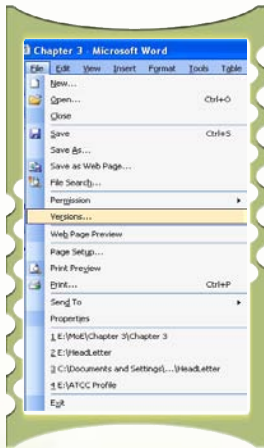 Chapter 3 - Microsoft Word
File Edit View Insert Format Tools Table
New...
Open... Ctrl+O
Close
Save Ctrl+S
Save As...
Save as Web Page...
File Search...
Permission
Versions...
Web Page Preview
Page Setup...
Print Preview
Print... Ctrl+P
Send To
Properties
1 E:\MoE\Chapter 3\Chapter 3
2 E:\HeadLetter
3 C:\Documents and Settings\...\HeadLetter
4 E:\ATCC Profile
Exit